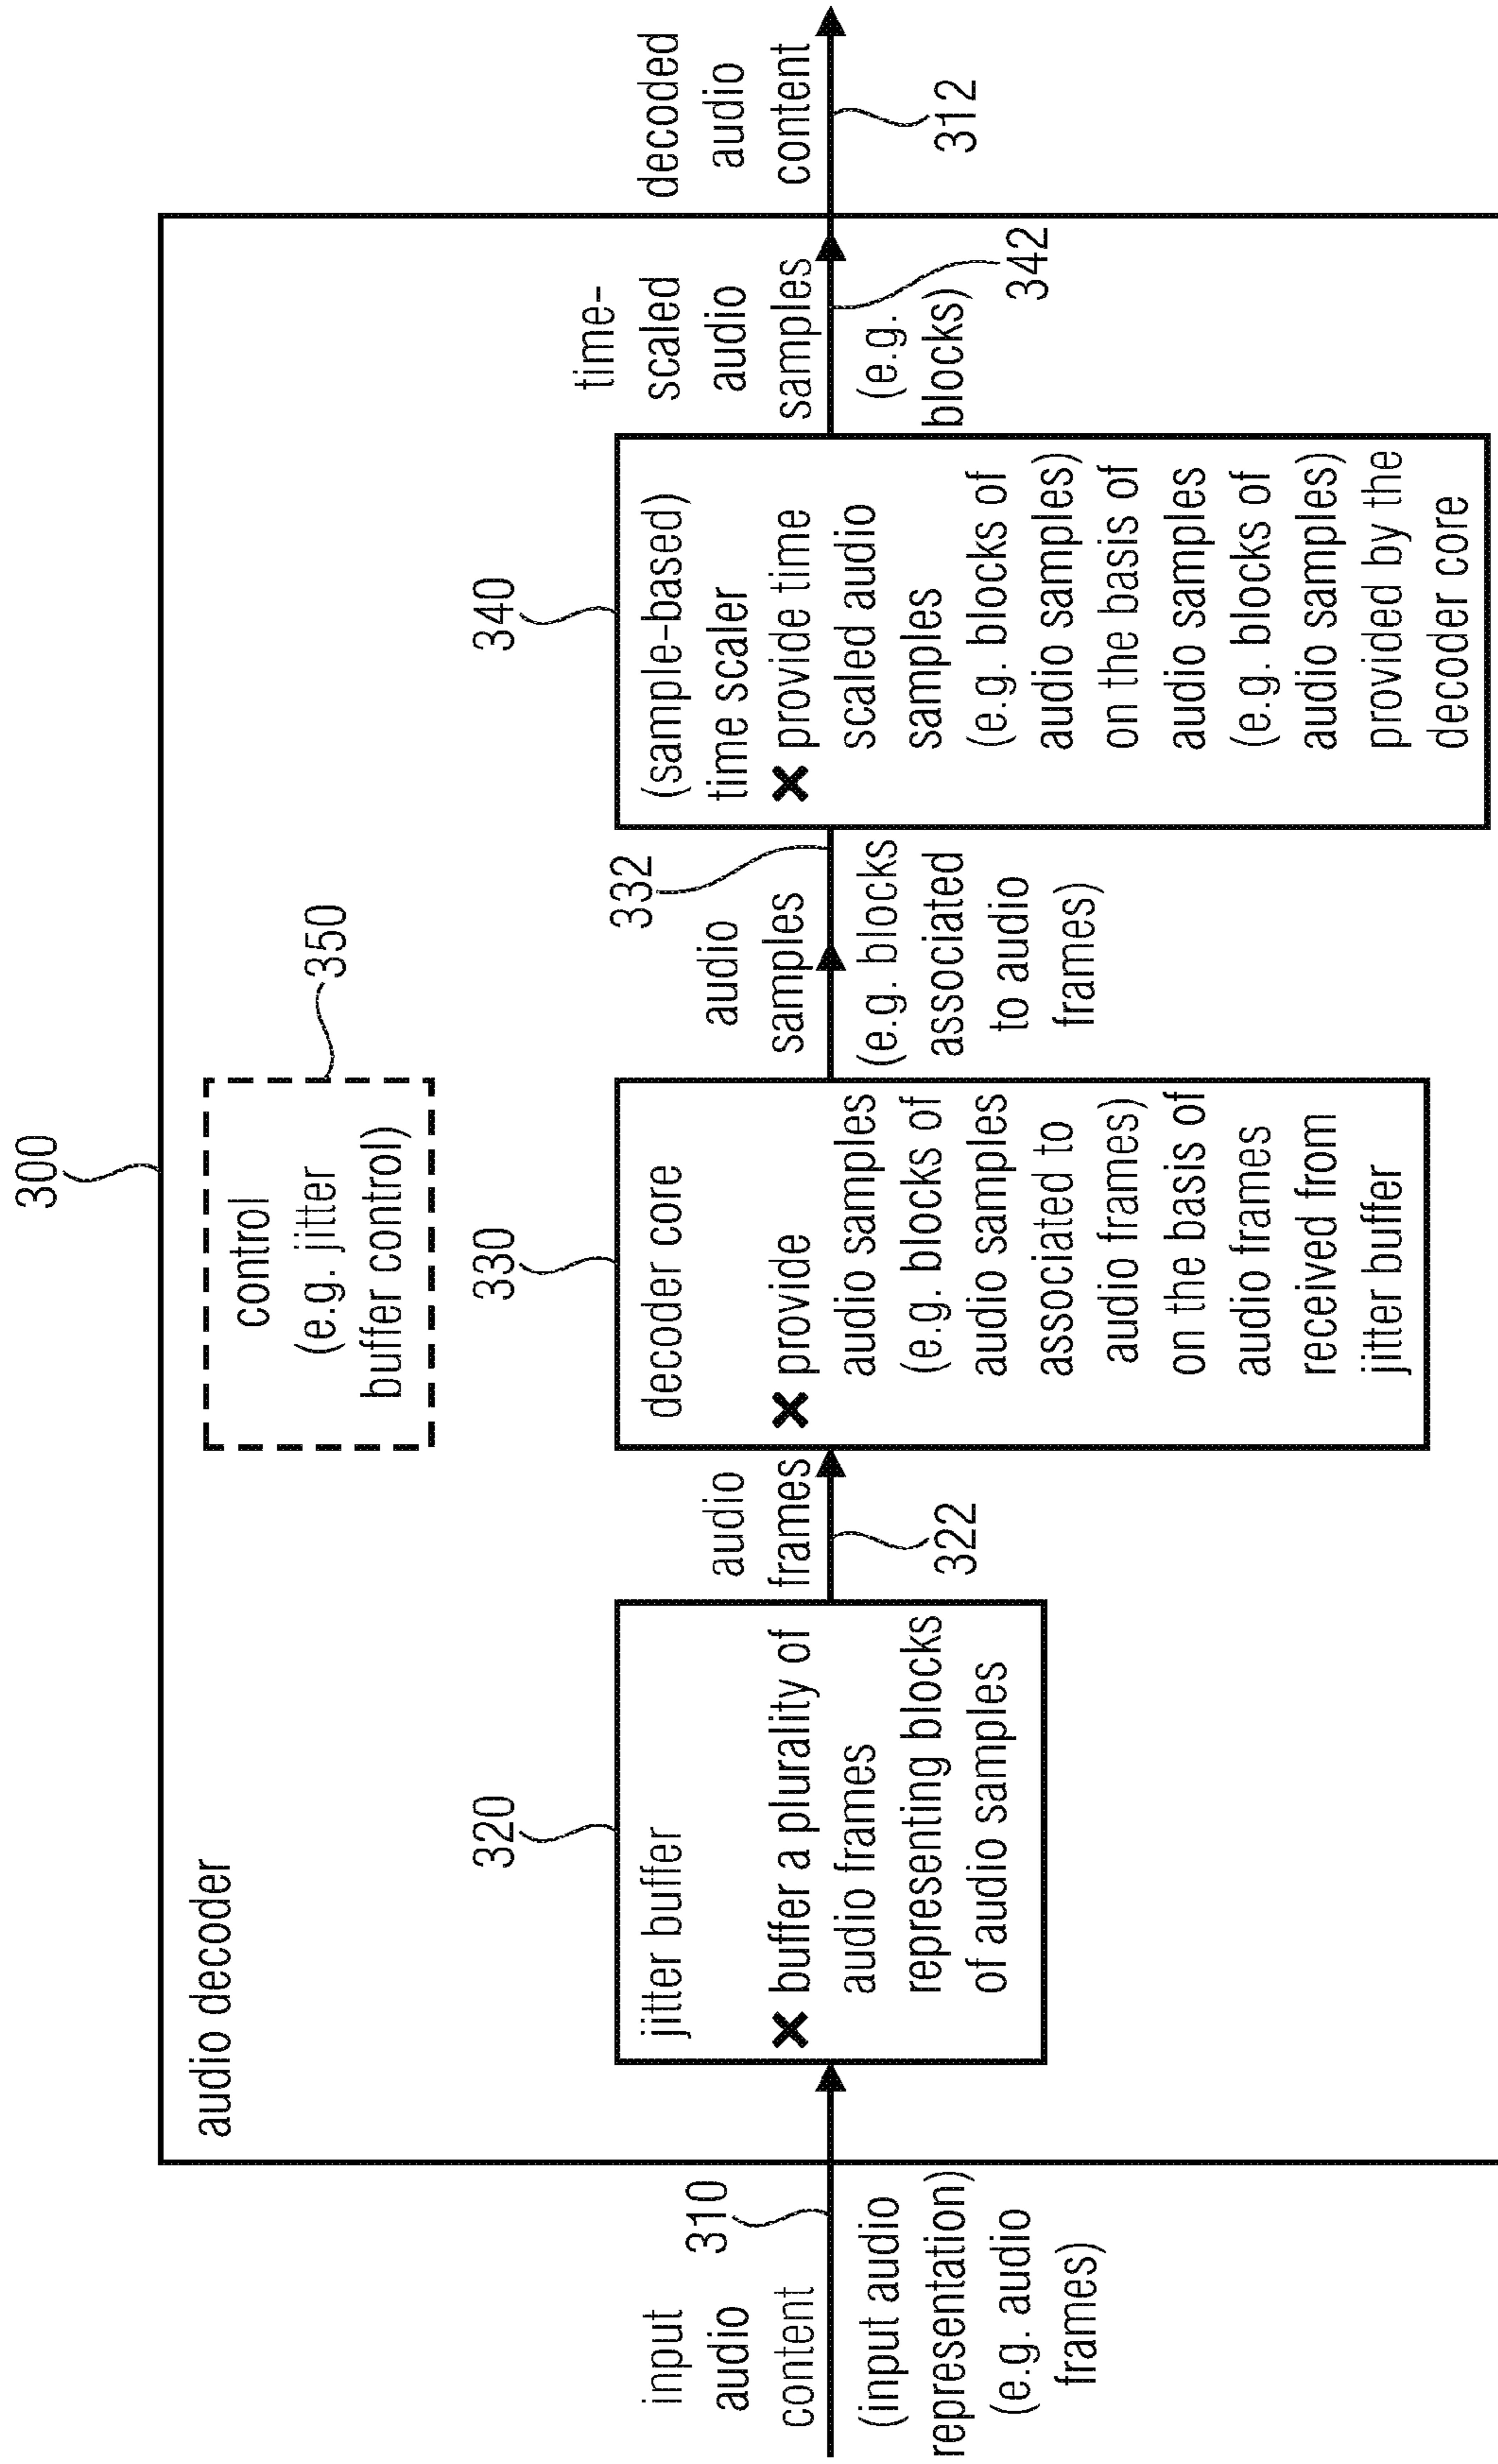 300
audio decoder
control
(e.g. jitter
buffer control)
350
input
audio
content
310
(input audio
representation)
(e.g. audio
frames)
320
jitter buffer
× buffer a plurality of
audio frames
representing blocks
of audio samples
audio
frames
322
330
decoder core
× provide
audio samples
(e.g. blocks of
audio samples
associated to
audio frames)
on the basis of
audio frames
received from
jitter buffer
audio
samples
332
(e.g. blocks
associated
to audio
frames)
340
(sample-based)
time scaler
× provide time
scaled audio
samples
(e.g. blocks of
audio samples)
on the basis of
audio samples
(e.g. blocks of
audio samples)
provided by the
decoder core
time-
scaled
audio
samples
(e.g.
blocks)
342
decoded
audio
content
312